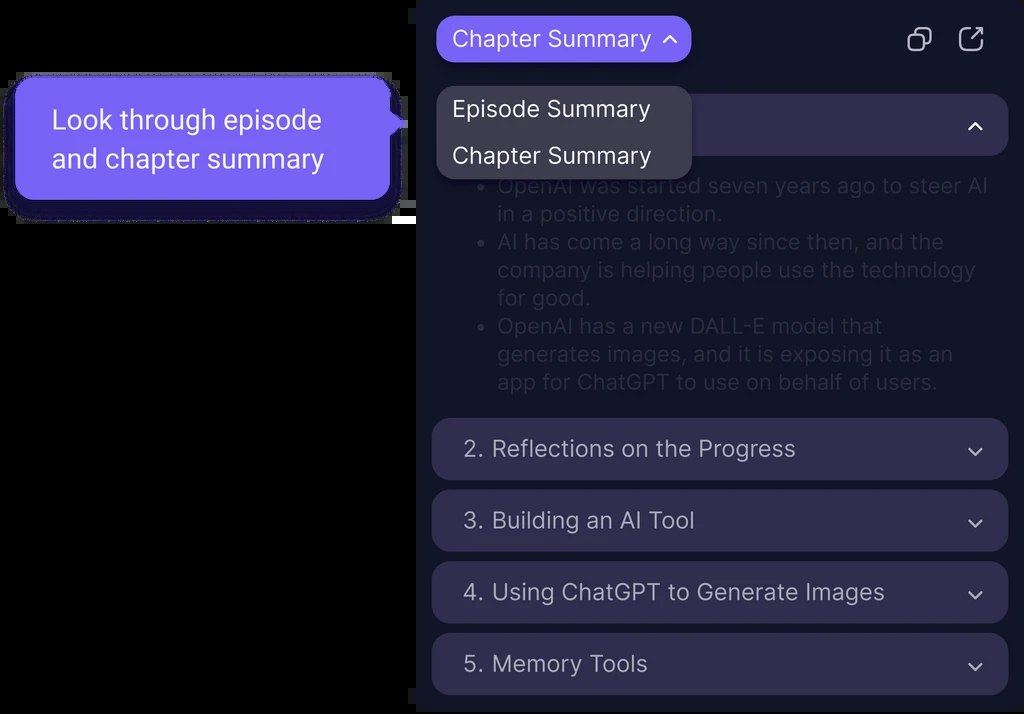 Look through episode
and chapter summary
Chapter Summary
Episode Summary
Chapter Summary
OpenAI was started seven years ago to steer AI
in a positive direction.
AI has come a long way since then, and the
company is helping people use the technology
for good.
OpenAI has a new DALL-E model that
generates images, and it is exposing it as an
app for ChatGPT to use on behalf of users.
2. Reflections on the Progress
3. Building an AI Tool
4. Using ChatGPT to Generate Images
5. Memory Tools